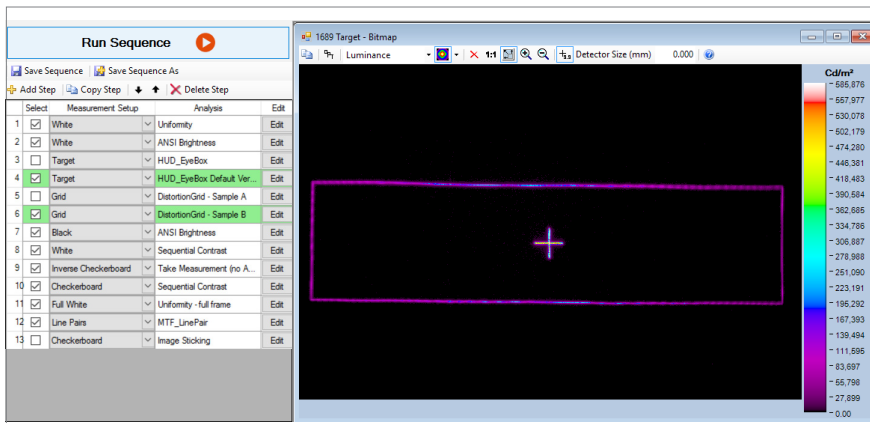 Run Sequence
Save Sequence Save Sequence As
Add Step Copy Step Delete Step
Select Measurement Setup Analysis Edit
1 White Uniformity Edit
2 White ANSI Brightness Edit
3 Target HUD_EyeBox Edit
4 Target HUD_EyeBox Default Ver... Edit
5 Grid DistortionGrid - Sample A Edit
6 Grid DistortionGrid - Sample B Edit
7 Black ANSI Brightness Edit
8 White Sequential Contrast Edit
9 Inverse Checkerboard Take Measurement (no A... Edit
10 Checkerboard Sequential Contrast Edit
11 Full White Uniformity - full frame Edit
12 Line Pairs MTF_LinePair Edit
13 Checkerboard Image Sticking Edit
1689 Target - Bitmap
Luminance 1:1 Detector Size (mm) 0.000
Cd/m²
585,876
557,977
530,078
502,179
474,280
446,381
418,483
390,584
362,685
334,786
306,887
278,988
251,090
223,191
195,292
167,393
139,494
111,595
83,697
55,798
27,899
0.00